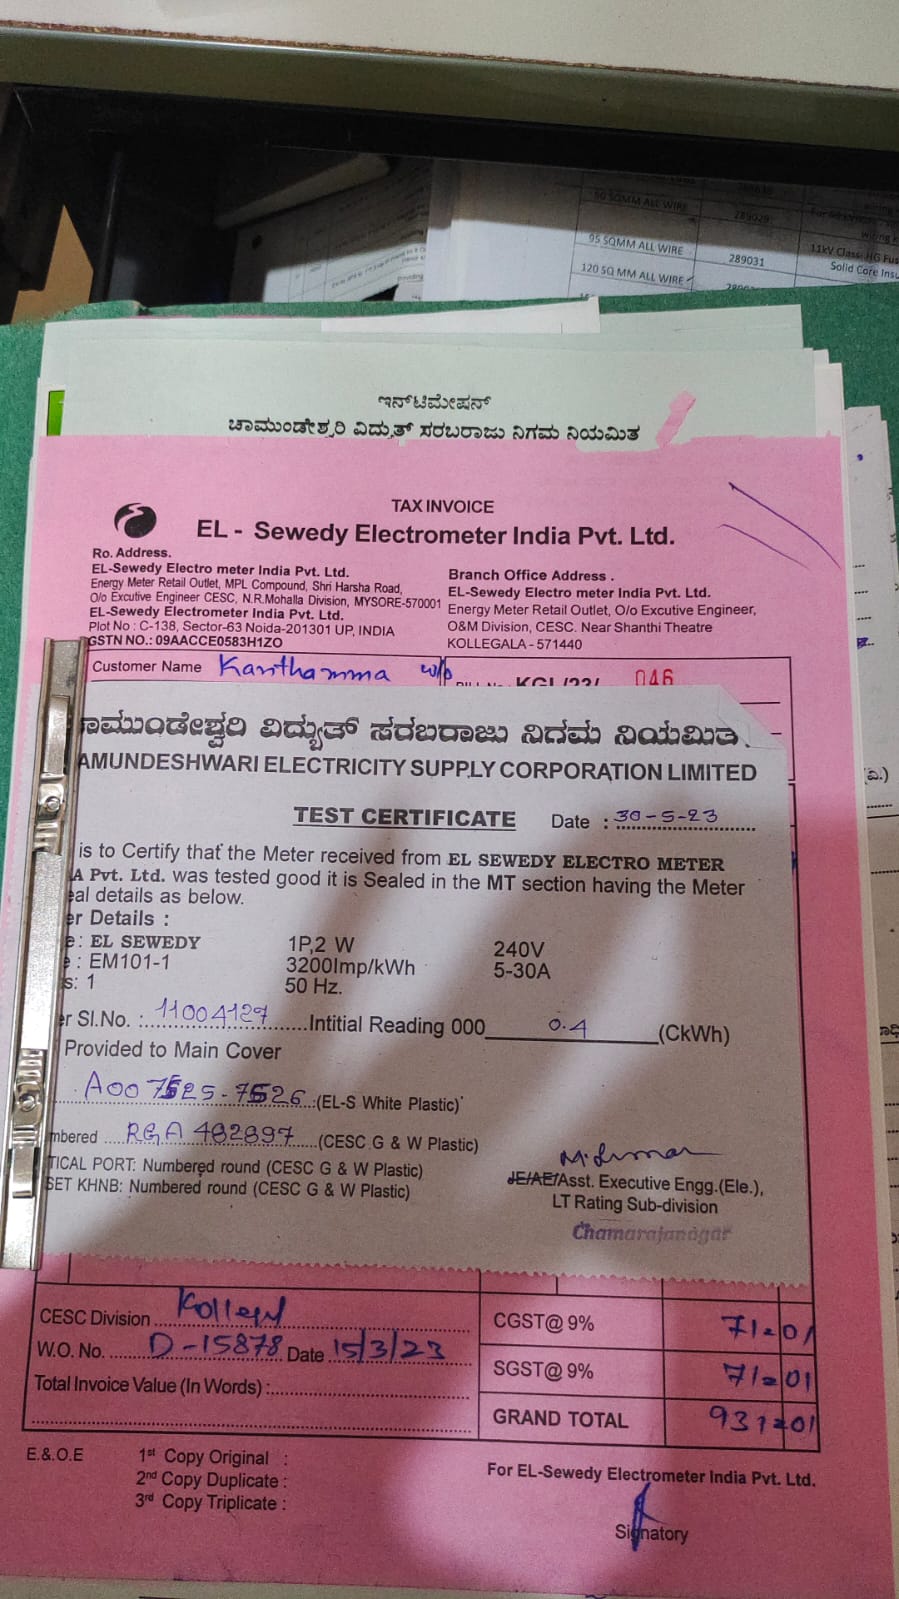 90 SQMM ALL WIRE
289029
95 SQMM ALL WIRE
289031
11kV Class HG Fus
Solid Core Insu
120 SQ MM ALL WIRE
ಇನ್‌ಟಿಮೇಷನ್
ಚಾಮುಂಡೇಶ್ವರಿ ವಿದ್ಯುತ್ ಸರಬರಾಜು ನಿಗಮ ನಿಯಮಿತ
TAX INVOICE
EL - Sewedy Electrometer India Pvt. Ltd.
Ro. Address.
EL-Sewedy Electro meter India Pvt. Ltd.
Energy Meter Retail Outlet, MPL Compound, Shri Harsha Road,
O/o Excutive Engineer CESC, N.R.Mohalla Division, MYSORE-570001
EL-Sewedy Electrometer India Pvt. Ltd.
Plot No : C-138, Sector-63 Noida-201301 UP, INDIA
GSTN NO.: 09AACCE0583H1ZO
Branch Office Address .
EL-Sewedy Electro meter India Pvt. Ltd.
Energy Meter Retail Outlet, O/o Excutive Engineer,
O&M Division, CESC. Near Shanthi Theatre
KOLLEGALA - 571440
Customer Name Kanthamma w/o
KGL/23/ 046
ಾಮುಂಡೇಶ್ವರಿ ವಿದ್ಯುತ್ ಸರಬರಾಜು ನಿಗಮ ನಿಯಮಿತ.
AMUNDESHWARI ELECTRICITY SUPPLY CORPORATION LIMITED
TEST CERTIFICATE Date : 30-5-23
is to Certify that the Meter received from EL SEWEDY ELECTRO METER
A Pvt. Ltd. was tested good it is Sealed in the MT section having the Meter
eal details as below.
er Details :
e: EL SEWEDY 1P,2 W 240V
: EM101-1 3200Imp/kWh 5-30A
s: 1 50 Hz.
er Sl.No. : 11004127 Intitial Reading 000 0.4 (CkWh)
Provided to Main Cover
A00 7525-7526 :(EL-S White Plastic)
mbered RGA 482897 (CESC G & W Plastic)
TICAL PORT: Numbered round (CESC G & W Plastic)
SET KHNB: Numbered round (CESC G & W Plastic)
JE/AE/Asst. Executive Engg.(Ele.),
LT Rating Sub-division
Chamarajanagar
CESC Division Kollegal
W.O. No. D-15878 Date 15/3/23
Total Invoice Value (In Words) :
CGST@ 9% 71=01
SGST@ 9% 71=01
GRAND TOTAL 931=01
E.&.O.E
1st Copy Original :
2nd Copy Duplicate :
3rd Copy Triplicate :
For EL-Sewedy Electrometer India Pvt. Ltd.
Signatory